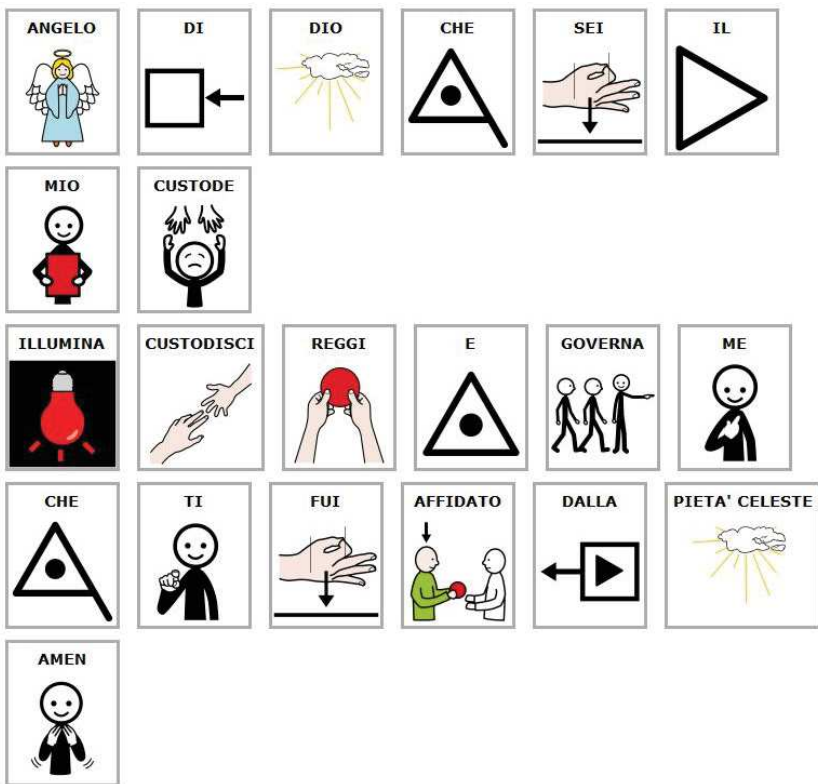 ANGELO DI DIO CHE SEI IL
MIO CUSTODE
ILLUMINA CUSTODISCI REGGI E GOVERNA ME
CHE TI FUI AFFIDATO DALLA PIETA' CELESTE
AMEN